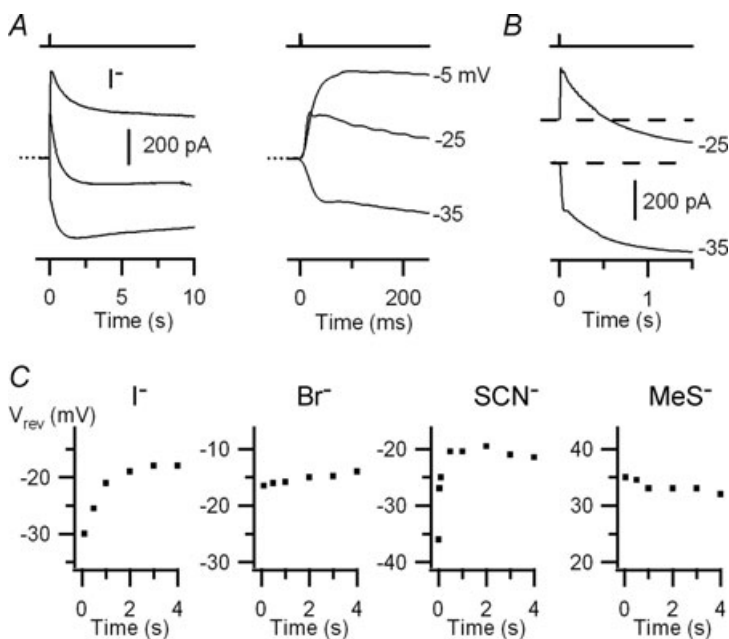 A
B
I⁻
200 pA
-5 mV
-25
-35
-25
-35
200 pA
0 5 10
Time (s)
0 200
Time (ms)
0 1
Time (s)
C
I⁻ Br⁻ SCN⁻ MeS⁻
Vrev (mV)
-20
-30
0 2 4
Time (s)
-10
-20
-30
0 2 4
Time (s)
-20
-30
-40
0 2 4
Time (s)
40
30
20
0 2 4
Time (s)